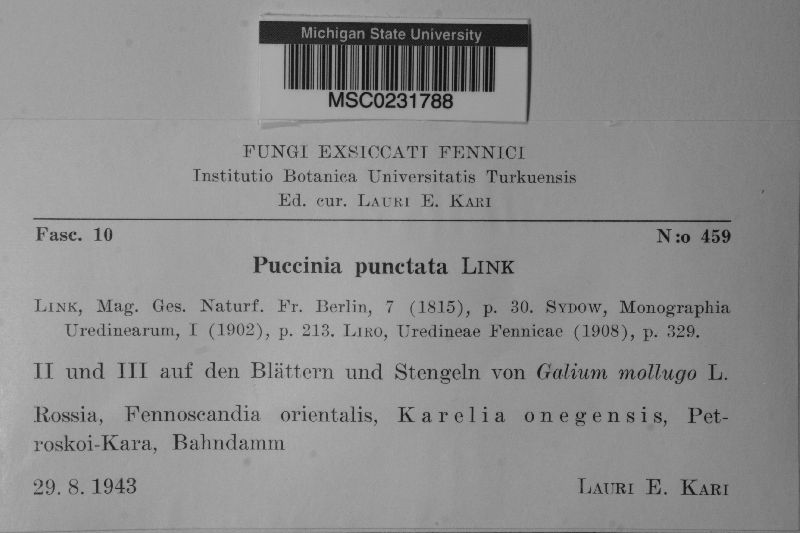 Michigan State University
MSC0231788
FUNGI EXSICCATI FENNICI
Institutio Botanica Universitatis Turkuensis
Ed. cur. LAURI E. KARI
Fasc. 10 N:o 459
Puccinia punctata LINK
LINK, Mag. Ges. Naturf. Fr. Berlin, 7 (1815), p. 30. SYDOW, Monographia
Uredinearum, I (1902), p. 213. LIRO, Uredineae Fennicae (1908), p. 329.
II und III auf den Blättern und Stengeln von Galium mollugo L.
Rossia, Fennoscandia orientalis, Karelia onegensis, Pet-
roskoi-Kara, Bahndamm
29. 8. 1943 LAURI E. KARI